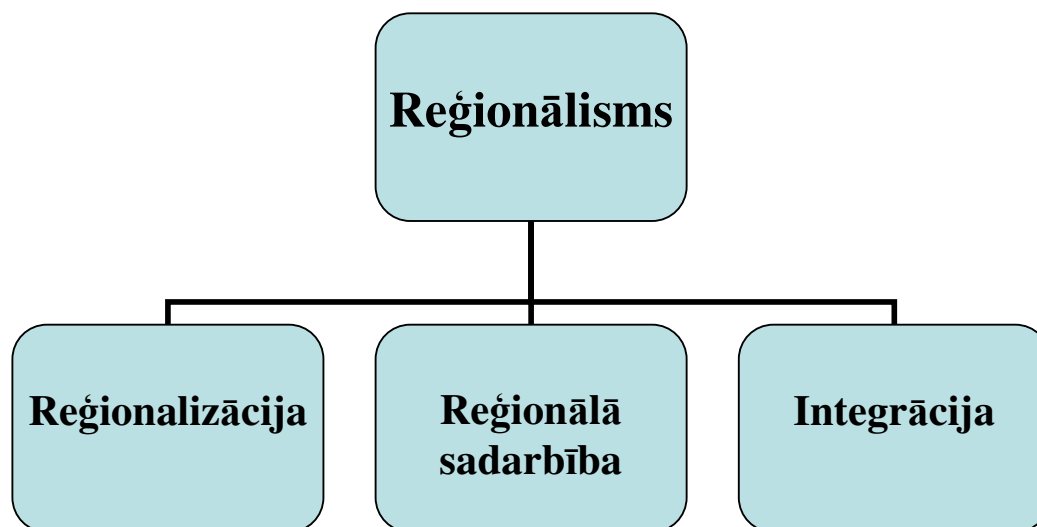 Reģionālisms
Reģionalizācija
Reģionālā
sadarbība
Integrācija